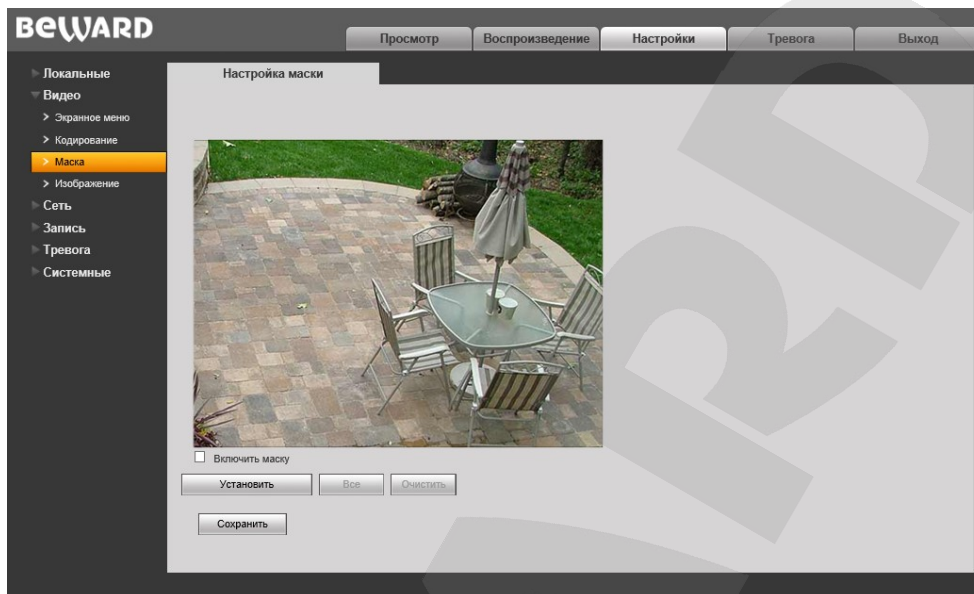 BEWARD
Просмотр
Воспроизведение
Настройки
Тревога
Выход
Локальные
Видео
Экранное меню
Кодирование
Маска
Изображение
Сеть
Запись
Тревога
Системные
Настройка маски
Включить маску
Установить
Все
Очистить
Сохранить